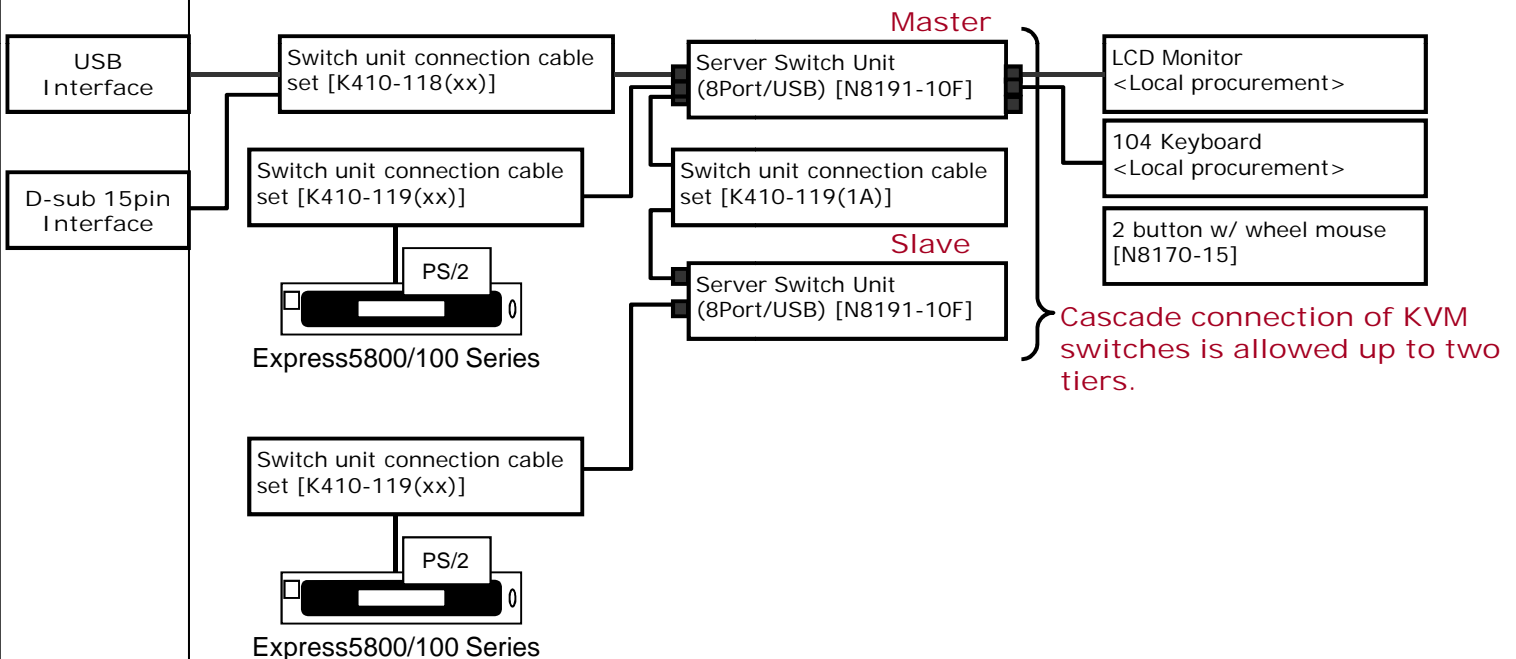 Master
USB
Interface
Switch unit connection cable
set [K410-118(xx)]
Server Switch Unit
(8Port/USB) [N8191-10F]
LCD Monitor
<Local procurement>
104 Keyboard
<Local procurement>
Switch unit connection cable
set [K410-119(xx)]
Switch unit connection cable
set [K410-119(1A)]
D-sub 15pin
Interface
2 button w/ wheel mouse
[N8170-15]
Slave
PS/2
Server Switch Unit
(8Port/USB) [N8191-10F]
Express5800/100 Series
Cascade connection of KVM
switches is allowed up to two
tiers.
Switch unit connection cable
set [K410-119(xx)]
PS/2
Express5800/100 Series